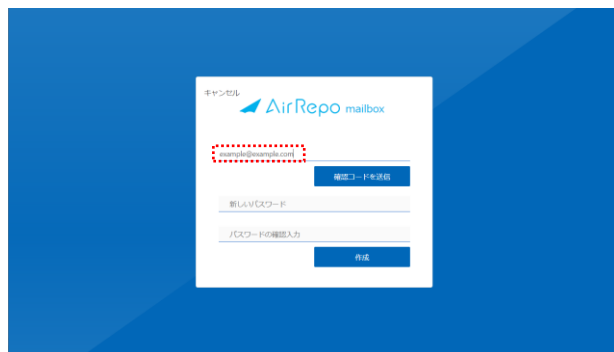 キャンセル
AirRepo mailbox
example@example.com
確認コードを送信
新しいパスワード
パスワードの確認入力
作成